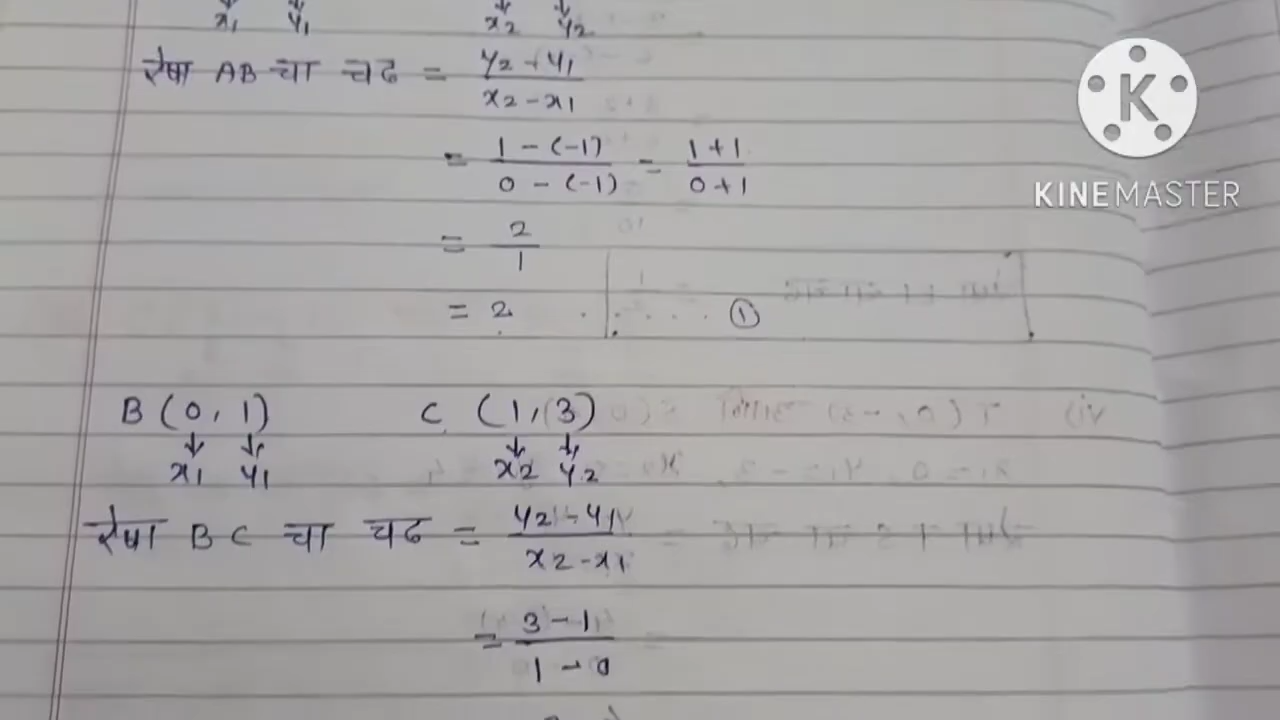 x₁ y₁ x₂ y₂
रेषा AB चा चढ = y₂ - y₁ / x₂ - x₁
= 1 - (-1) / 0 - (-1) = 1 + 1 / 0 + 1
= 2 / 1
= 2 . . . . . ①
B (0, 1) C (1, 3)
x₁ y₁ x₂ y₂
रेषा BC चा चढ = y₂ - y₁ / x₂ - x₁
= 3 - 1 / 1 - 0
K
KINEMASTER